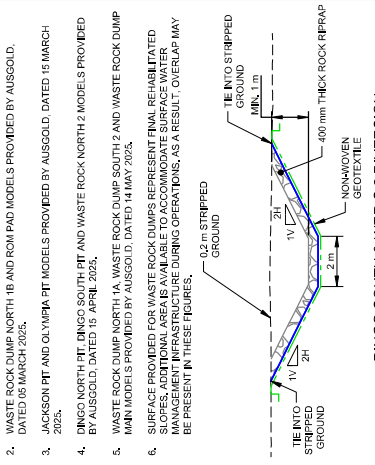 2. WASTE ROCK DUMP NORTH 1B AND ROM PAD MODELS PROVIDED BY AUSGOLD,
DATED 05 MARCH 2025.
3. JACKSON PIT AND OLYMPIA PIT MODELS PROVIDED BY AUSGOLD, DATED 15 MARCH
2025.
4. DINGO NORTH PIT, DINGO SOUTH PIT AND WASTE ROCK NORTH 2 MODELS PROVIDED
BY AUSGOLD, DATED 15 APRIL 2025.
5. WASTE ROCK DUMP NORTH 1A, WASTE ROCK DUMP SOUTH 2 AND WASTE ROCK DUMP
MAIN MODELS PROVIDED BY AUSGOLD, DATED 14 MAY 2025.
6. SURFACE PROVIDED FOR WASTE ROCK DUMPS REPRESENT FINAL REHABILITATED
SLOPES. ADDITIONAL AREA IS AVAILABLE TO ACCOMMODATE SURFACE WATER
MANAGEMENT INFRASTRUCTURE DURING OPERATIONS, AS A RESULT, OVERLAP MAY
BE PRESENT IN THESE FIGURES.
0.2 m STRIPPED
GROUND
TIE INTO STRIPPED
GROUND
MIN. 1 m
TIE INTO
STRIPPED
GROUND
1V
2H
2 m
1V
2H
400 mm THICK ROCK RIPRAP
NON-WOVEN
GEOTEXTILE